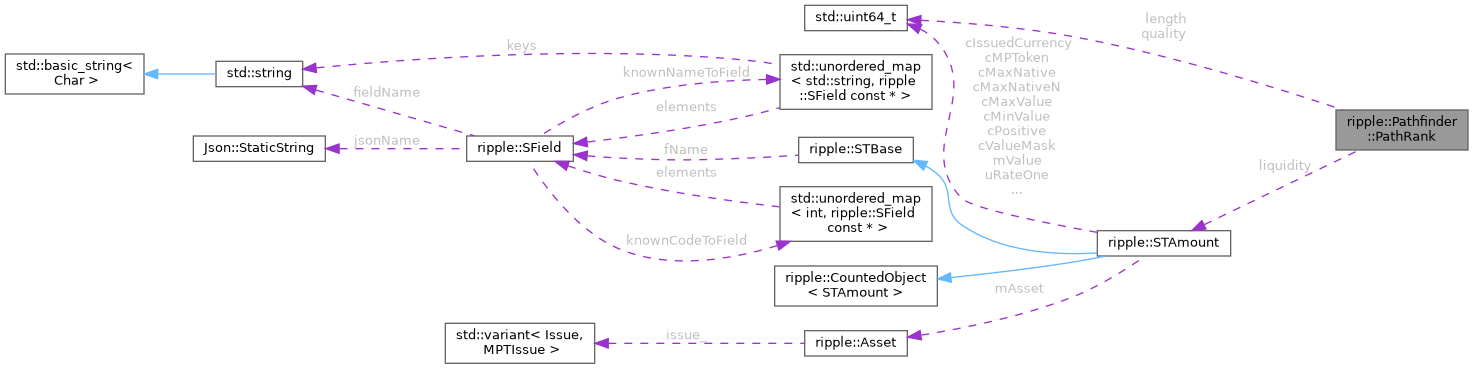 std::uint64_t
length
quality
std::basic_string<
Char >
std::string
keys
std::unordered_map
< std::string, ripple
::SField const * >
knownNameToField
cIssuedCurrency
cMPToken
cMaxNative
cMaxNativeN
cMaxValue
cMinValue
cPositive
cValueMask
mValue
uRateOne
...
fieldName
elements
ripple::Pathfinder
::PathRank
Json::StaticString
jsonName
ripple::SField
fName
ripple::STBase
liquidity
elements
std::unordered_map
< int, ripple::SField
const * >
knownCodeToField
ripple::STAmount
ripple::CountedObject
< STAmount >
mAsset
std::variant< Issue,
MPTIssue >
issue_
ripple::Asset